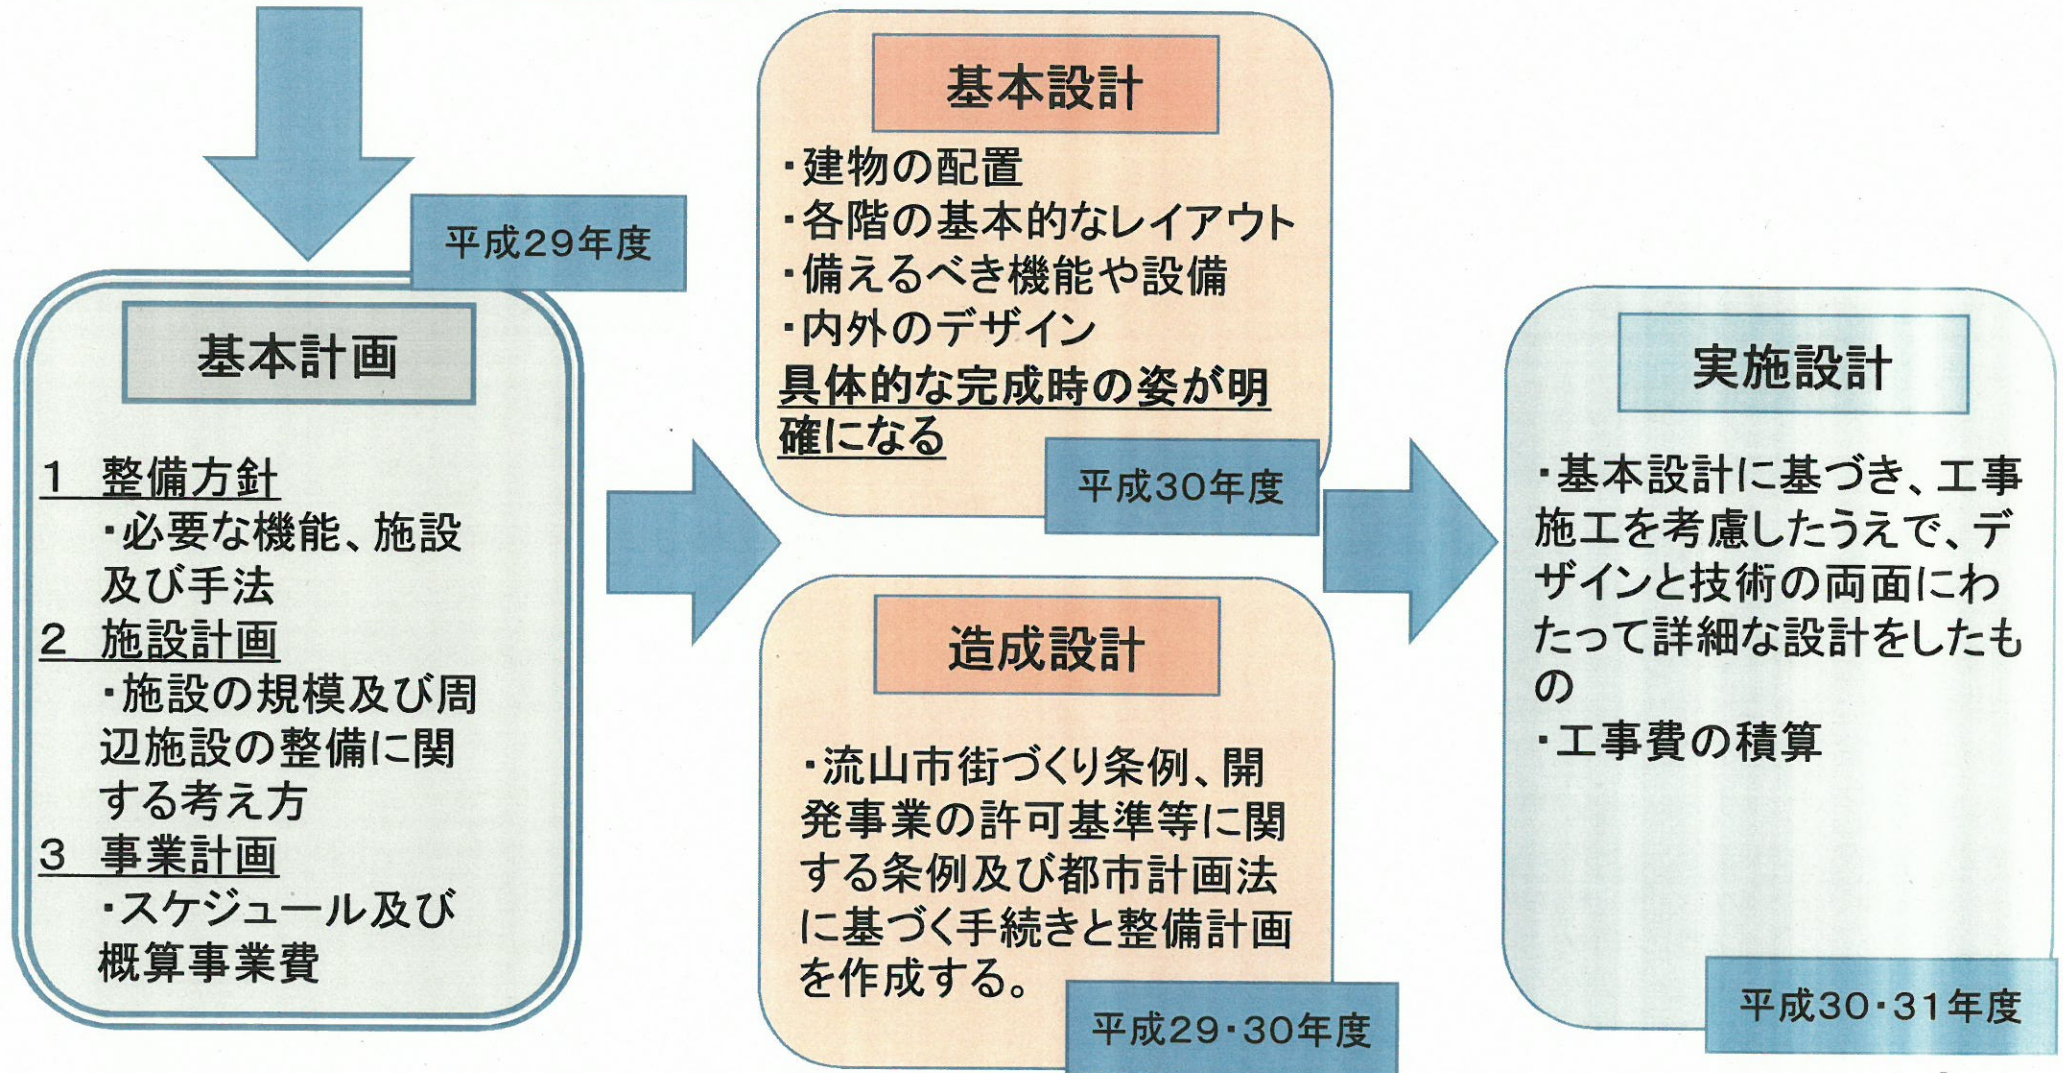 平成29年度
基本計画
1 整備方針
・必要な機能、施設
及び手法
2 施設計画
・施設の規模及び周
辺施設の整備に関
する考え方
3 事業計画
・スケジュール及び
概算事業費
基本設計
・建物の配置
・各階の基本的なレイアウト
・備えるべき機能や設備
・内外のデザイン
具体的な完成時の姿が明
確になる
平成30年度
造成設計
・流山市街づくり条例、開
発事業の許可基準等に関
する条例及び都市計画法
に基づく手続きと整備計画
を作成する。
平成29・30年度
実施設計
・基本設計に基づき、工事
施工を考慮したうえで、デ
ザインと技術の両面にわ
たって詳細な設計をしたも
の
・工事費の積算
平成30・31年度